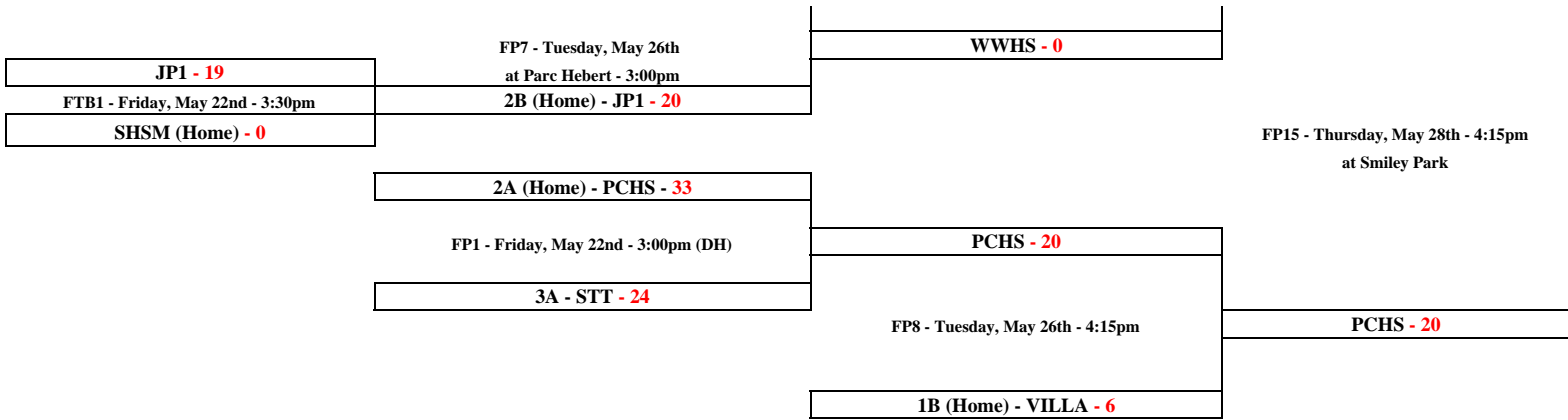 FP7 - Tuesday, May 26th
WWHS - 0
JP1 - 19
at Parc Hebert - 3:00pm
FTB1 - Friday, May 22nd - 3:30pm
2B (Home) - JP1 - 20
SHSM (Home) - 0
FP15 - Thursday, May 28th - 4:15pm
at Smiley Park
2A (Home) - PCHS - 33
FP1 - Friday, May 22nd - 3:00pm (DH)
PCHS - 20
3A - STT - 24
FP8 - Tuesday, May 26th - 4:15pm
PCHS - 20
1B (Home) - VILLA - 6